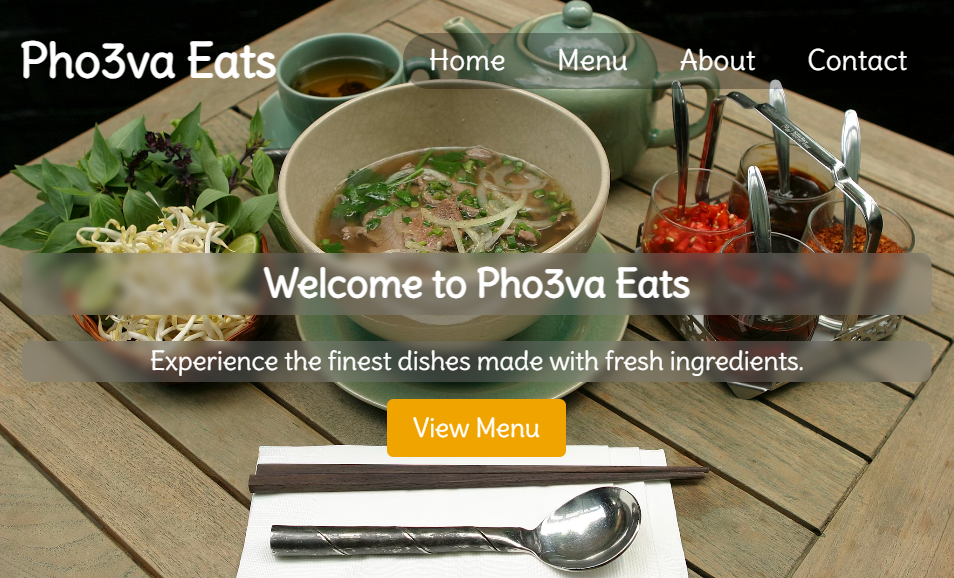 Pho3va Eats
Home Menu About Contact
Welcome to Pho3va Eats
Experience the finest dishes made with fresh ingredients.
View Menu